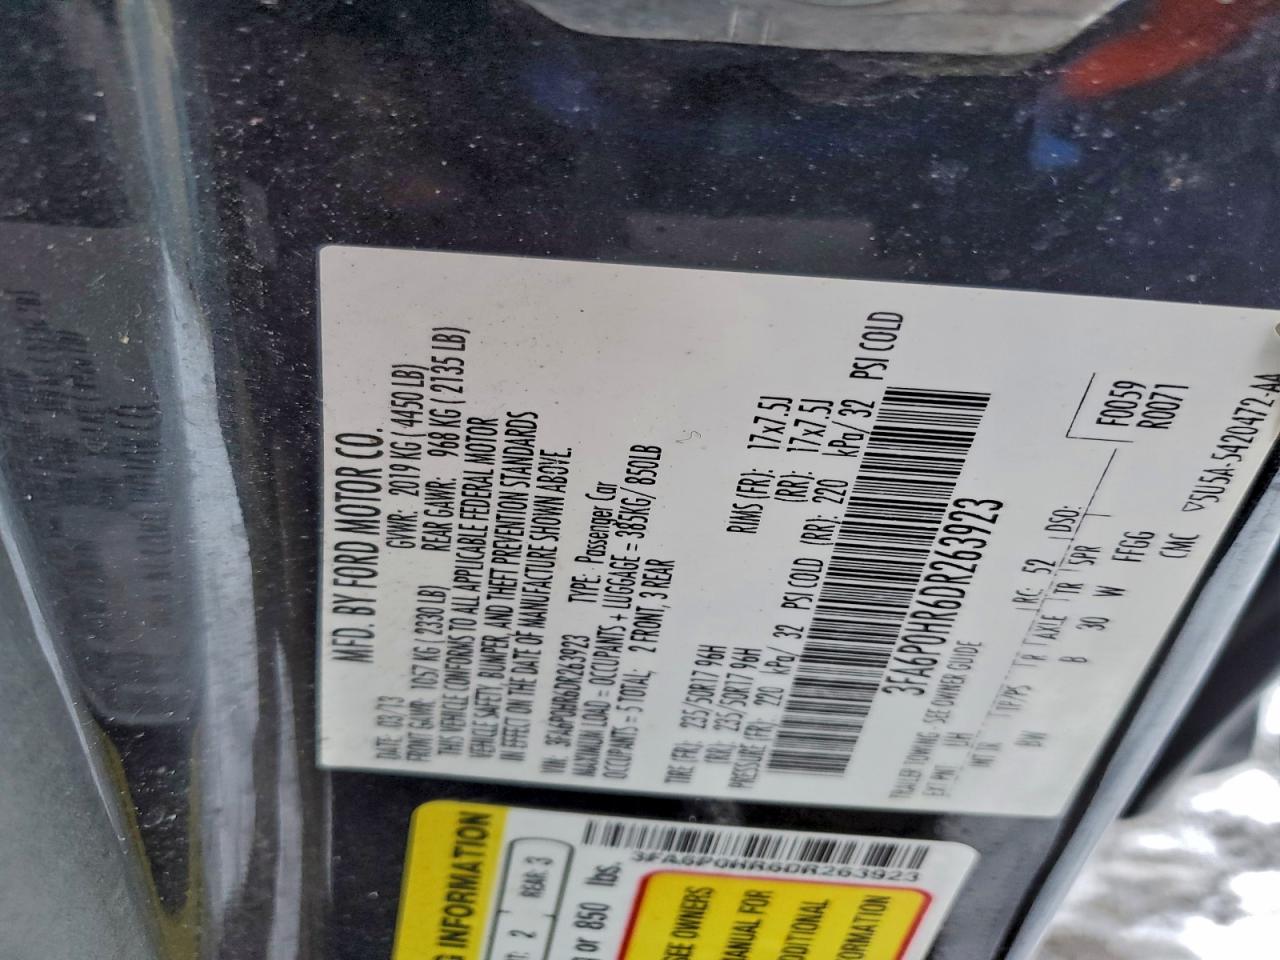 MFD. BY FORD MOTOR CO.
DATE: 03/13 GVWR: 2019 KG ( 4450 LB)
FRONT GAWR: 1057 KG ( 2330 LB) REAR GAWR: 968 KG ( 2135 LB)
THIS VEHICLE CONFORMS TO ALL APPLICABLE FEDERAL MOTOR
VEHICLE SAFETY, BUMPER, AND THEFT PREVENTION STANDARDS
IN EFFECT ON THE DATE OF MANUFACTURE SHOWN ABOVE.
VIN: 3FA6P0HR6DR263923 TYPE: Passenger Car
MAXIMUM LOAD = OCCUPANTS + LUGGAGE = 385KG/ 850LB
OCCUPANTS = 5 TOTAL; 2 FRONT, 3 REAR
TIRE FR: 235/50R17 96H RIMS (FR): 17x7.5J
(RR): 235/50R17 96H (RR): 17x7.5J
PRESSURE FR: 220 kPa/ 32 PSI COLD (RR): 220 kPa/ 32 PSI COLD
3FA6P0HR6DR263923
F0059
R0071
TRAILER TOWING - SEE OWNER GUIDE
EXT PNT: UH RC: 52 DSO:
INT TR TP/PS R AXLE TR SPR
BW B 30 W FFGG
CMC
▽5U5A-5420472-AA
G INFORMATION
2 REAR 3
or 850 lbs.
3FA6P0HR6DR263923
SEE OWNERS
MANUAL FOR
DDITIONAL
FORMATION